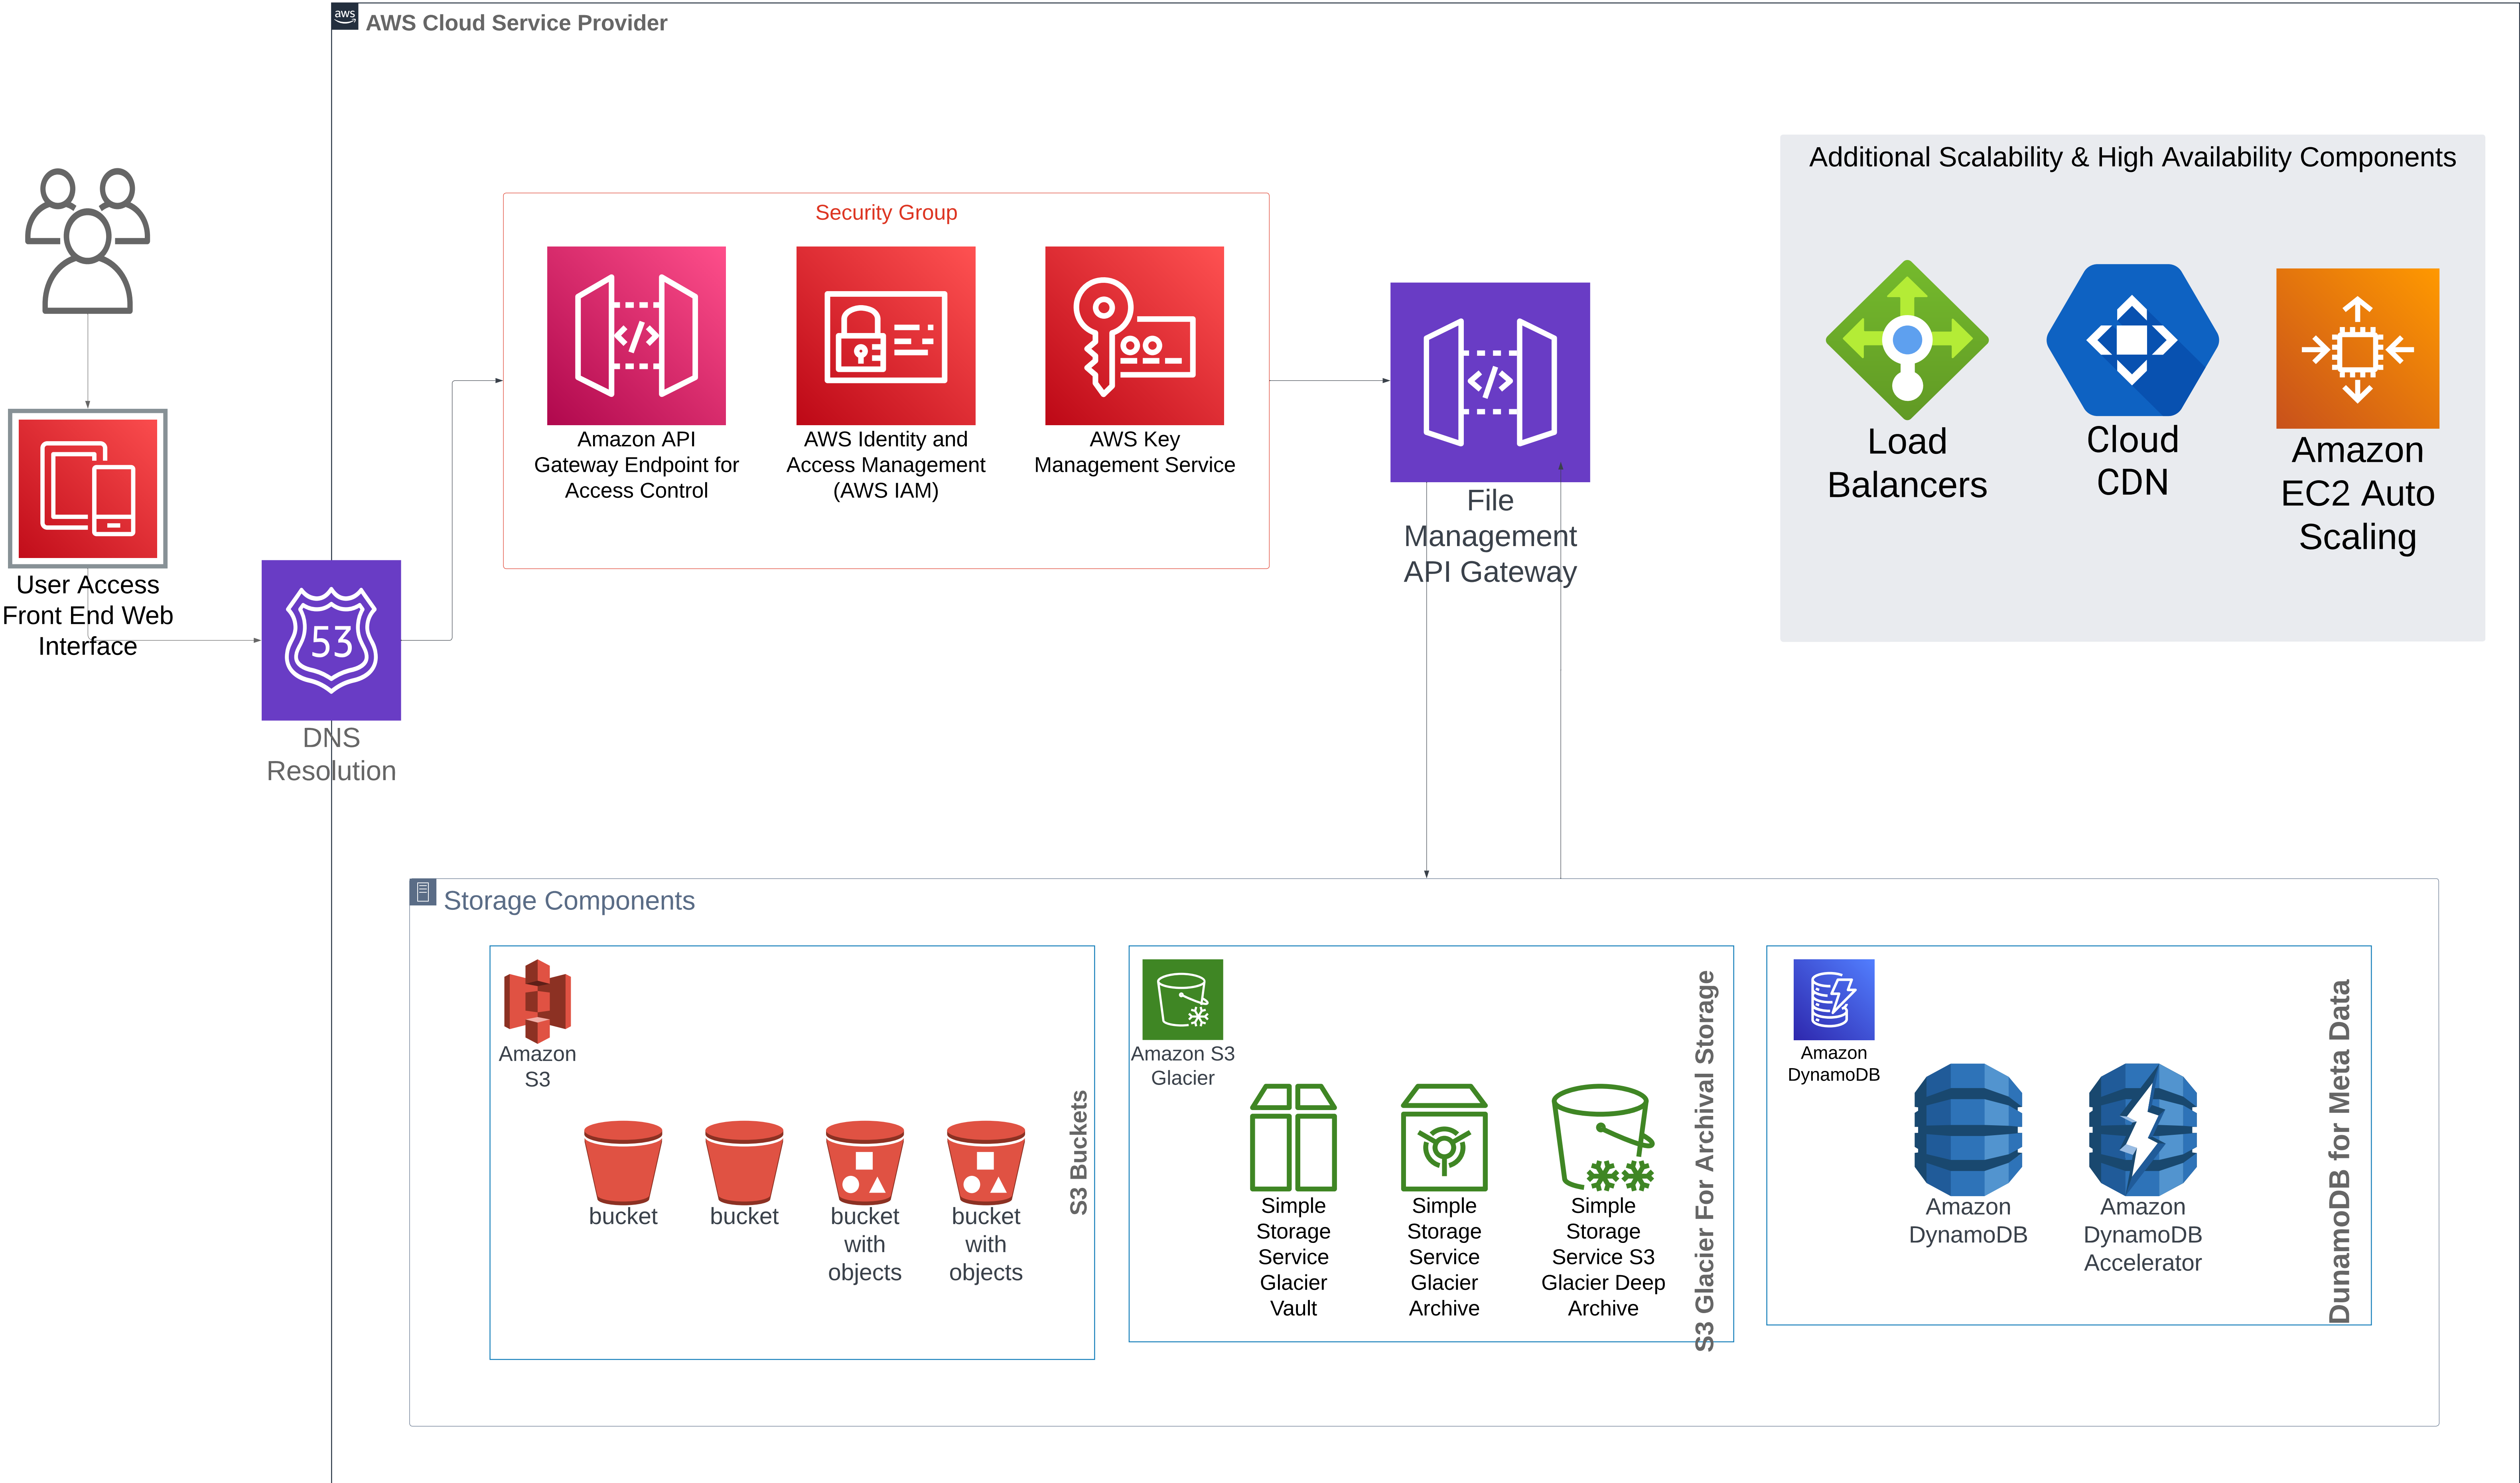 aws
AWS Cloud Service Provider
Additional Scalability & High Availability Components
Security Group
Amazon API
Gateway Endpoint for
Access Control
AWS Identity and
Access Management
(AWS IAM)
AWS Key
Management Service
File
Management
API Gateway
Load
Balancers
Cloud
CDN
Amazon
EC2 Auto
Scaling
User Access
Front End Web
Interface
53
DNS
Resolution
Storage Components
Amazon
S3
bucket
bucket
bucket
with
objects
bucket
with
objects
S3 Buckets
Amazon S3
Glacier
Simple
Storage
Service
Glacier
Vault
Simple
Storage
Service
Glacier
Archive
Simple
Storage
Service S3
Glacier Deep
Archive
S3 Glacier For Archival Storage
Amazon
DynamoDB
Amazon
DynamoDB
Amazon
DynamoDB
Accelerator
DunamoDB for Meta Data